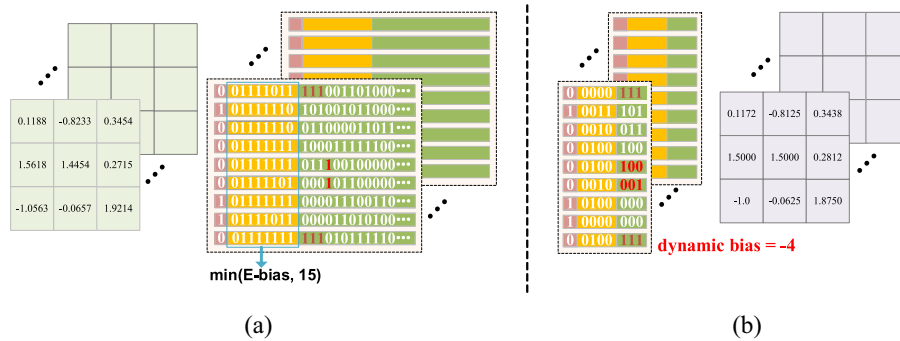 0.1188 -0.8233 0.3454
1.5618 1.4454 0.2715
-1.0563 -0.0657 1.9214
0 01111011 111001101000···
1 01111110 101001011000···
0 01111110 011000011011···
0 01111111 100011111100···
0 01111111 011100100000···
0 01111101 000101100000···
1 01111111 000011100110···
1 01111011 000011010100···
0 01111111 111010111110···
min(E-bias, 15)
(a)
0 0000 111
1 0011 101
0 0010 011
0 0100 100
0 0100 100
0 0010 001
1 0100 000
1 0000 000
0 0100 111
dynamic bias = -4
0.1172 -0.8125 0.3438
1.5000 1.5000 0.2812
-1.0 -0.0625 1.8750
(b)